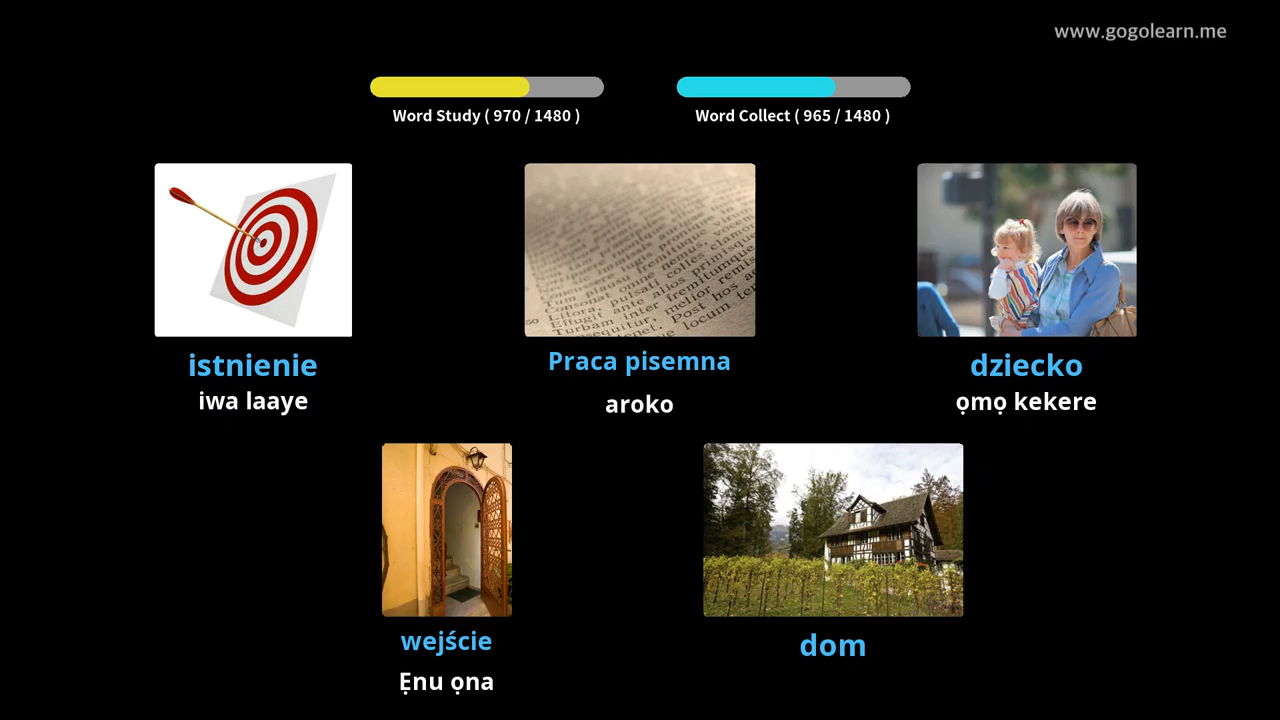 www.gogolearn.me
Word Study ( 970 / 1480 )
Word Collect ( 965 / 1480 )
istnienie
iwa laaye
Praca pisemna
aroko
dziecko
ọmọ kekere
wejście
Ẹnu ọna
dom